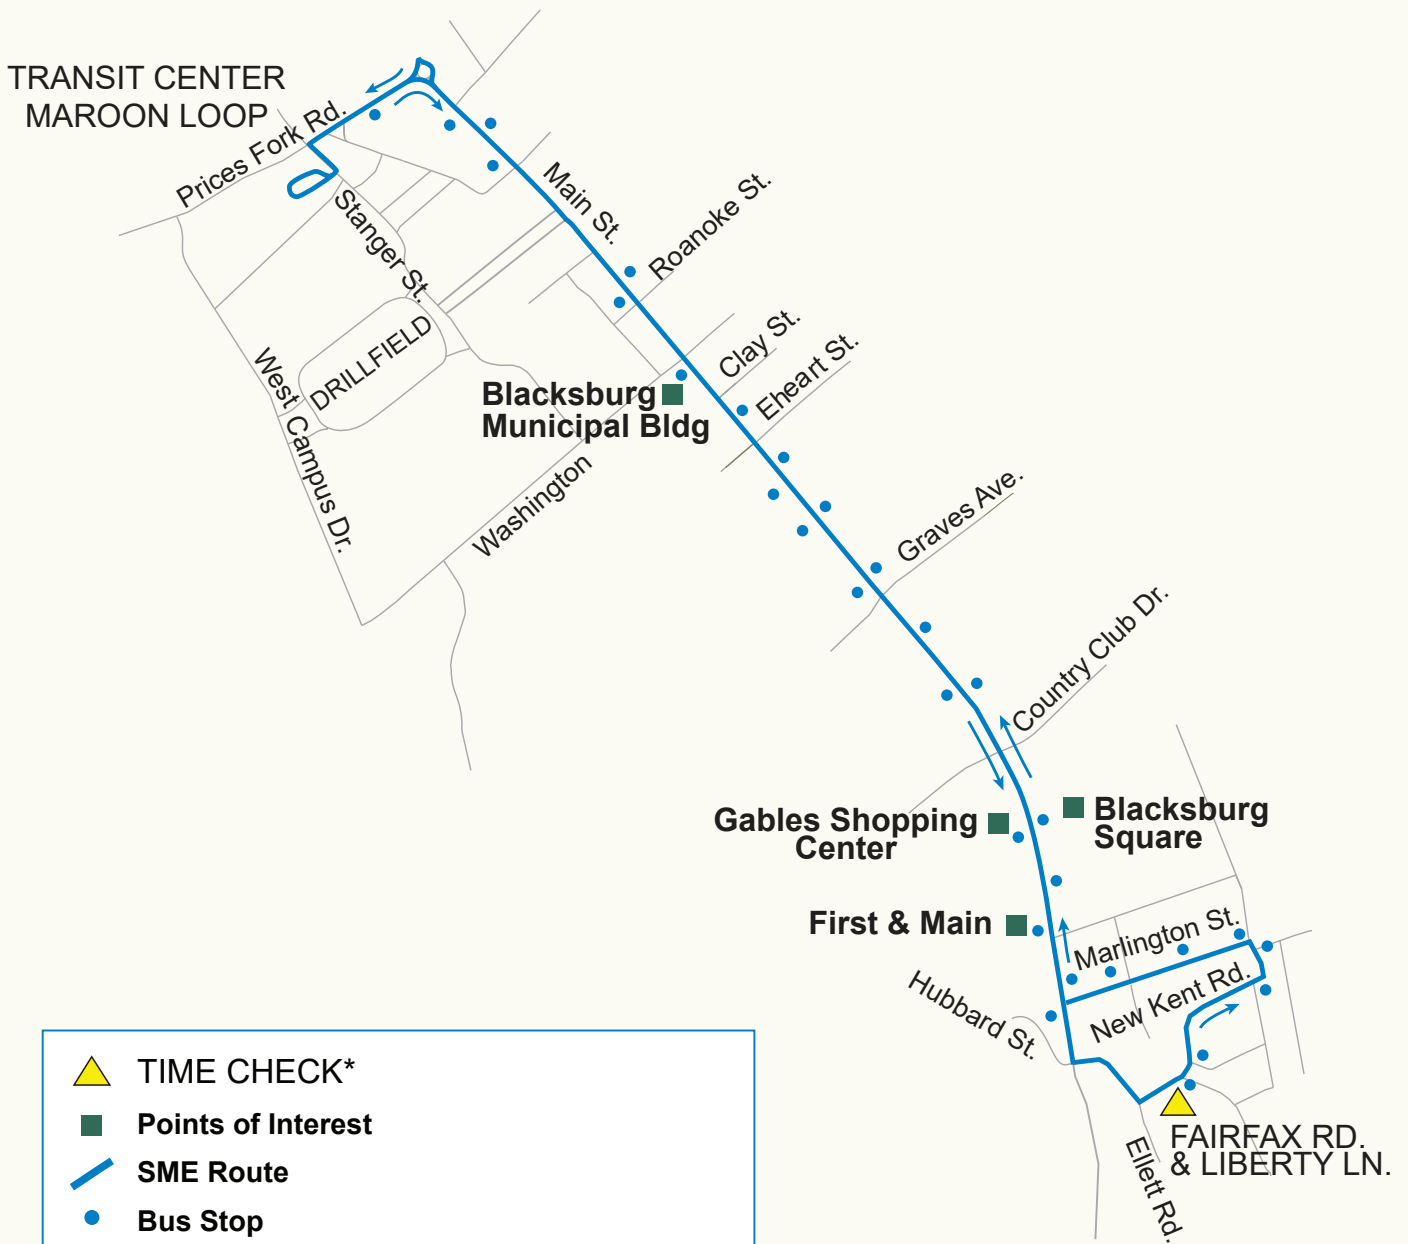 TRANSIT CENTER
MAROON LOOP
Prices Fork Rd.
Main St.
Roanoke St.
Stanger St.
Clay St.
DRILLFIELD
Eheart St.
West Campus Dr.
Blacksburg
Municipal Bldg
Washington
Graves Ave.
Country Club Dr.
Gables Shopping
Center
Blacksburg
Square
First & Main
Marlington St.
Hubbard St.
New Kent Rd.
FAIRFAX RD.
& LIBERTY LN.
Ellett Rd.
TIME CHECK*
Points of Interest
SME Route
Bus Stop